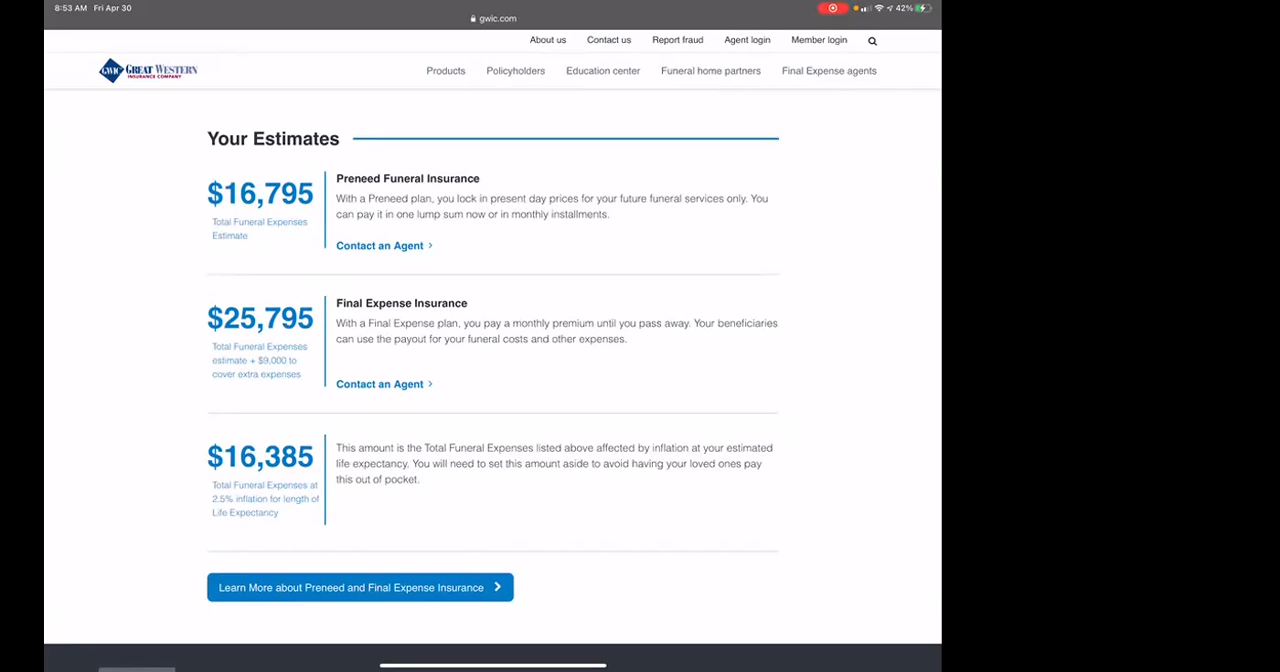 8:53 AM Fri Apr 30
42%
gwic.com
About us Contact us Report fraud Agent login Member login
GWIC GREAT WESTERN
INSURANCE COMPANY
Products Policyholders Education center Funeral home partners Final Expense agents
Your Estimates
$16,795
Total Funeral Expenses
Estimate
Preneed Funeral Insurance
With a Preneed plan, you lock in present day prices for your future funeral services only. You
can pay it in one lump sum now or in monthly installments.
Contact an Agent >
$25,795
Total Funeral Expenses
estimate + $9,000 to
cover extra expenses
Final Expense Insurance
With a Final Expense plan, you pay a monthly premium until you pass away. Your beneficiaries
can use the payout for your funeral costs and other expenses.
Contact an Agent >
$16,385
Total Funeral Expenses at
2.5% inflation for length of
Life Expectancy
This amount is the Total Funeral Expenses listed above affected by inflation at your estimated
life expectancy. You will need to set this amount aside to avoid having your loved ones pay
this out of pocket.
Learn More about Preneed and Final Expense Insurance >